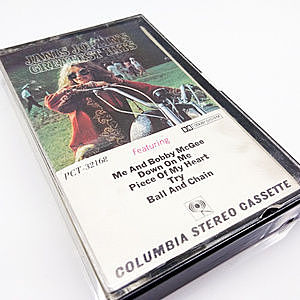 JANIS JOPLIN'S
GREATEST HITS
Featuring
Me And Bobby McGee
Down On Me
Piece Of My Heart
Try
Ball And Chain
PCT-32168
COLUMBIA STEREO CASSETTE